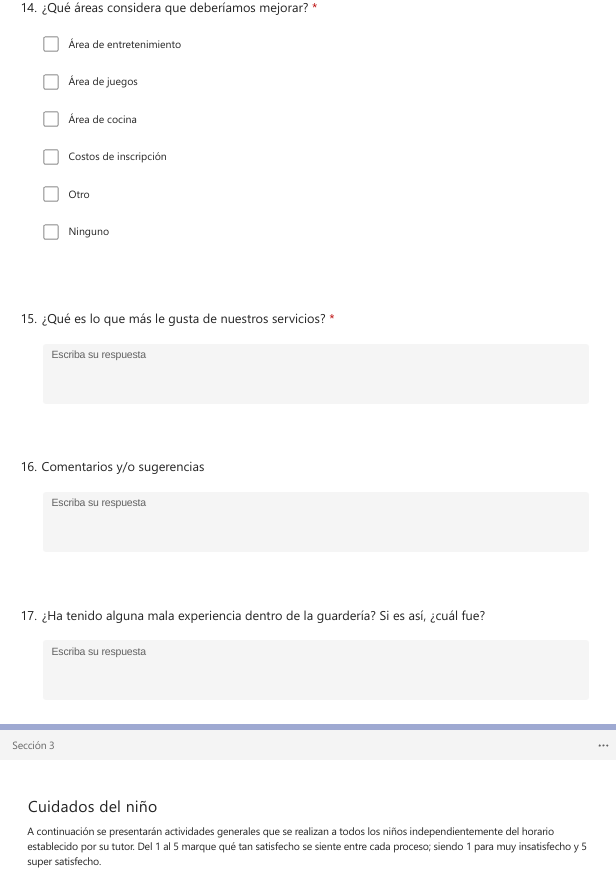 14. ¿Qué áreas considera que deberíamos mejorar? *
Área de entretenimiento
Área de juegos
Área de cocina
Costos de inscripción
Otro
Ninguno
15. ¿Qué es lo que más le gusta de nuestros servicios? *
Escriba su respuesta
16. Comentarios y/o sugerencias
Escriba su respuesta
17. ¿Ha tenido alguna mala experiencia dentro de la guardería? Si es así, ¿cuál fue?
Escriba su respuesta
Sección 3
...
Cuidados del niño
A continuación se presentarán actividades generales que se realizan a todos los niños independientemente del horario
establecido por su tutor. Del 1 al 5 marque qué tan satisfecho se siente entre cada proceso; siendo 1 para muy insatisfecho y 5
super satisfecho.